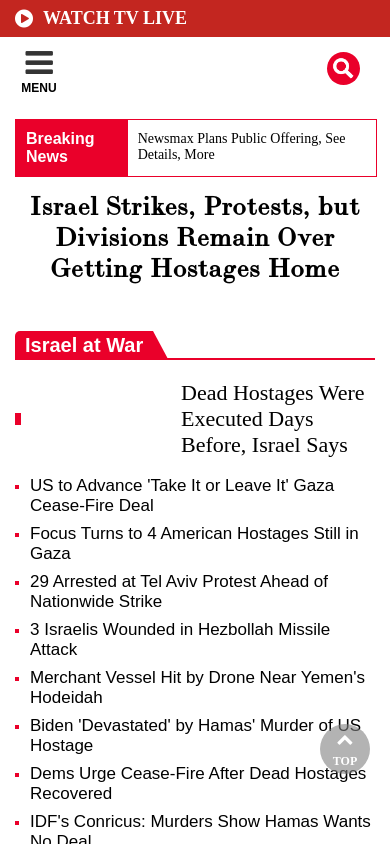 WATCH TV LIVE
MENU
Breaking
News
Newsmax Plans Public Offering, See
Details, More
Israel Strikes, Protests, but
Divisions Remain Over
Getting Hostages Home
Israel at War
Dead Hostages Were
Executed Days
Before, Israel Says
US to Advance 'Take It or Leave It' Gaza
Cease-Fire Deal
Focus Turns to 4 American Hostages Still in
Gaza
29 Arrested at Tel Aviv Protest Ahead of
Nationwide Strike
3 Israelis Wounded in Hezbollah Missile
Attack
Merchant Vessel Hit by Drone Near Yemen's
Hodeidah
Biden 'Devastated' by Hamas' Murder of US
Hostage
TOP
Dems Urge Cease-Fire After Dead Hostages
Recovered
IDF's Conricus: Murders Show Hamas Wants
No Deal